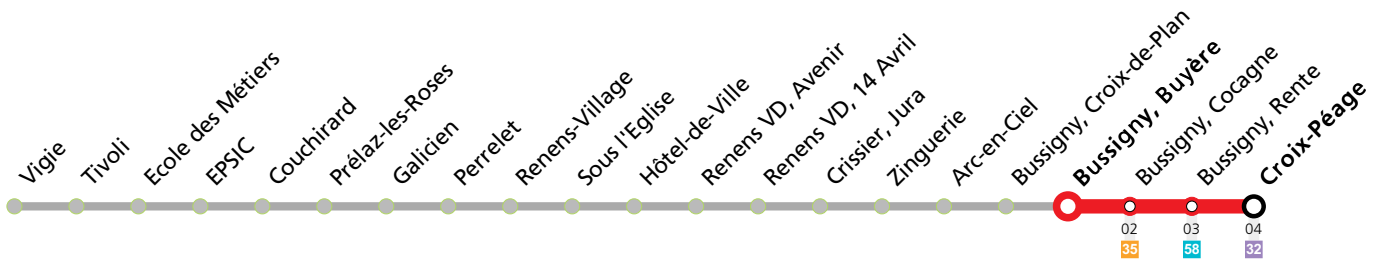 Vigie
Tivoli
Ecole des Métiers
EPSIC
Couchirard
Prélaz-les-Roses
Galicien
Perrelet
Renens-Village
Sous l'Eglise
Hôtel-de-Ville
Renens VD, Avenir
Renens VD, 14 Avril
Crissier, Jura
Zinguerie
Arc-en-Ciel
Bussigny, Croix-de-Plan
Bussigny, Buyère
Bussigny, Cocagne
Bussigny, Rente
Croix-Péage
02 03 04
35 58 32